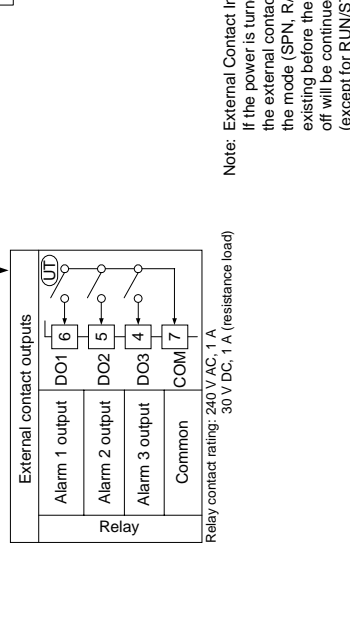 External contact outputs
Relay
Alarm 1 output DO1 6 UT
Alarm 2 output DO2 5
Alarm 3 output DO3 4
Common COM 7
Relay contact rating: 240 V AC, 1 A
30 V DC, 1 A (resistance load)
Note: External Contact In
If the power is turne
the external contac
the mode (SPN, R/
existing before the
off will be continue
(except for RUN/ST